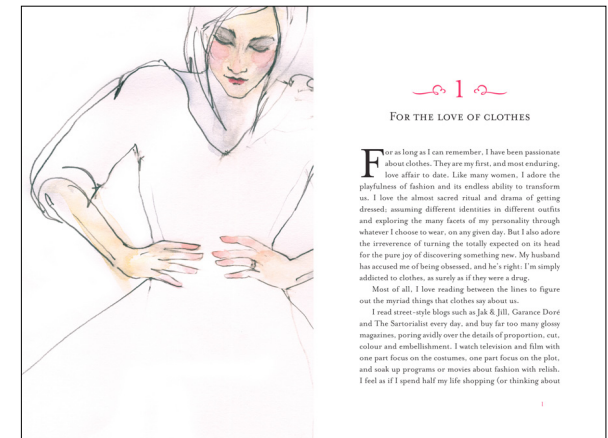 1
FOR THE LOVE OF CLOTHES
For as long as I can remember, I have been passionate
about clothes. They are my first, and most enduring,
love affair to date. Like many women, I adore the
playfulness of fashion and its endless ability to transform
us. I love the almost sacred ritual and drama of getting
dressed; assuming different identities in different outfits
and exploring the many facets of my personality through
whatever I choose to wear, on any given day. But I also adore
the irreverence of turning the totally expected on its head
for the pure joy of discovering something new. My husband
has accused me of being obsessed, and he's right: I'm simply
addicted to clothes, as surely as if they were a drug.
Most of all, I love reading between the lines to figure
out the myriad things that clothes say about us.
I read street-style blogs such as Jak & Jill, Garance Doré
and The Sartorialist every day, and buy far too many glossy
magazines, poring avidly over the details of proportion, cut,
colour and embellishment. I watch television and film with
one part focus on the costumes, one part focus on the plot,
and soak up programs or movies about fashion with relish.
I feel as if I spend half my life shopping (or thinking about
1